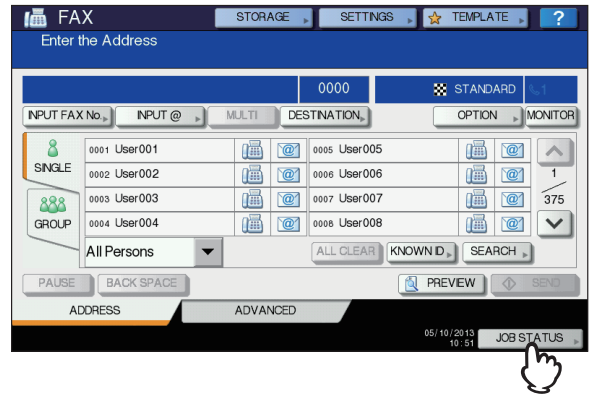 FAX STORAGE SETTINGS TEMPLATE ?
Enter the Address
0000 STANDARD 1
INPUT FAX No. INPUT @ MULTI DESTINATION OPTION MONITOR
SINGLE
GROUP
0001 User001 0005 User005
0002 User002 0006 User006
0003 User003 0007 User007
0004 User004 0008 User008
1
375
All Persons ALL CLEAR KNOWN ID SEARCH
PAUSE BACK SPACE PREVIEW SEND
ADDRESS ADVANCED
05/10/2013
10:51
JOB STATUS